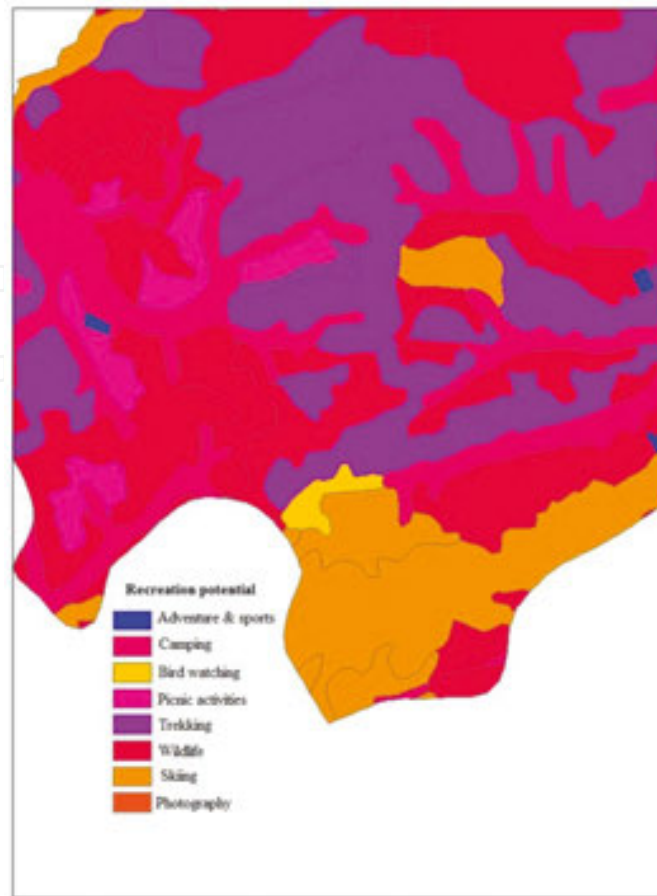 Recreation potential
Adventure & sports
Camping
Bird watching
Picnic activities
Trekking
Wildlife
Skiing
Photography